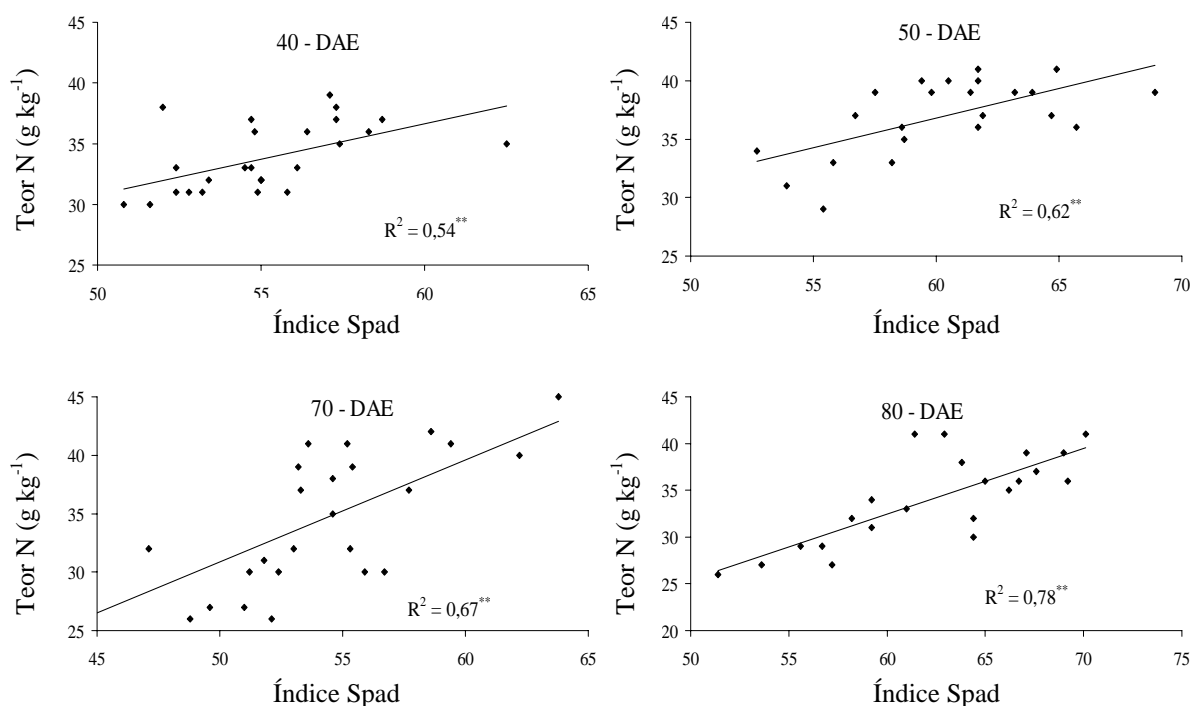 40 - DAE
Teor N (g kg-1)
45
40
35
30
25
R2 = 0,54**
50 55 60 65
Índice Spad
50 - DAE
Teor N (g kg-1)
45
40
35
30
25
R2 = 0,62**
50 55 60 65 70
Índice Spad
70 - DAE
Teor N (g kg-1)
45
40
35
30
25
R2 = 0,67**
45 50 55 60 65
Índice Spad
80 - DAE
Teor N (g kg-1)
45
40
35
30
25
20
R2 = 0,78**
50 55 60 65 70 75
Índice Spad